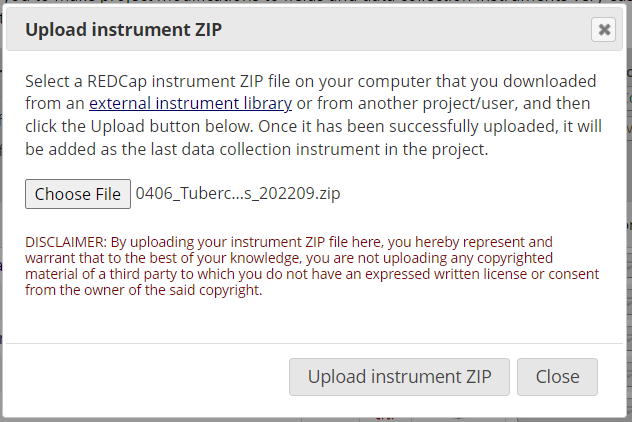 Upload instrument ZIP
Select a REDCap instrument ZIP file on your computer that you downloaded
from an external instrument library or from another project/user, and then
click the Upload button below. Once it has been successfully uploaded, it will
be added as the last data collection instrument in the project.
Choose File 0406_Tuberc...s_202209.zip
DISCLAIMER: By uploading your instrument ZIP file here, you hereby represent and
warrant that to the best of your knowledge, you are not uploading any copyrighted
material of a third party to which you do not have an expressed written license or consent
from the owner of the said copyright.
Upload instrument ZIP Close